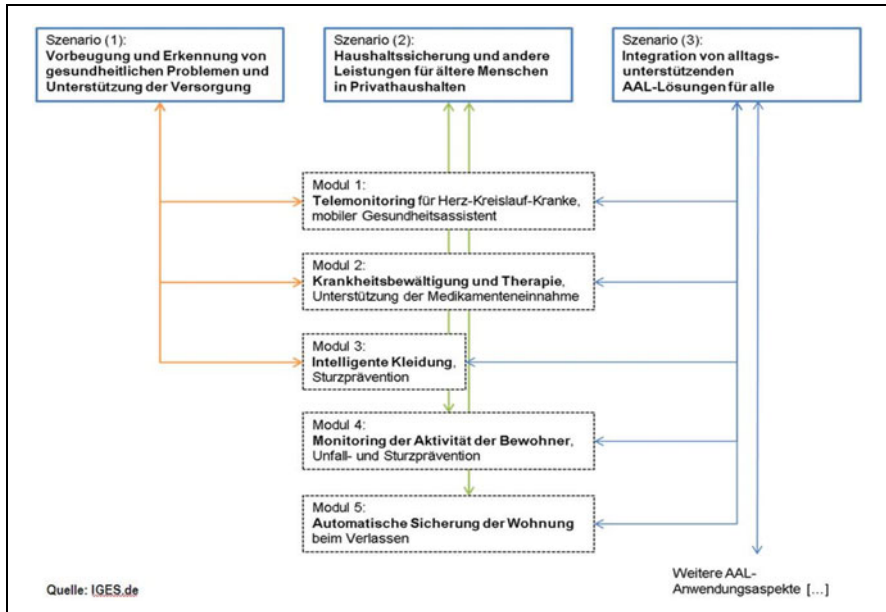 Szenario (1):
Vorbeugung und Erkennung von
gesundheitlichen Problemen und
Unterstützung der Versorgung
Szenario (2):
Haushaltssicherung und andere
Leistungen für ältere Menschen
in Privathaushalten
Szenario (3):
Integration von alltags-
unterstützenden
AAL-Lösungen für alle
Modul 1:
Telemonitoring für Herz-Kreislauf-Kranke,
mobiler Gesundheitsassistent
Modul 2:
Krankheitsbewältigung und Therapie,
Unterstützung der Medikamenteneinnahme
Modul 3:
Intelligente Kleidung,
Sturzprävention
Modul 4:
Monitoring der Aktivität der Bewohner,
Unfall- und Sturzprävention
Modul 5:
Automatische Sicherung der Wohnung
beim Verlassen
Weitere AAL-
Anwendungsaspekte [...]
Quelle: IGES.de